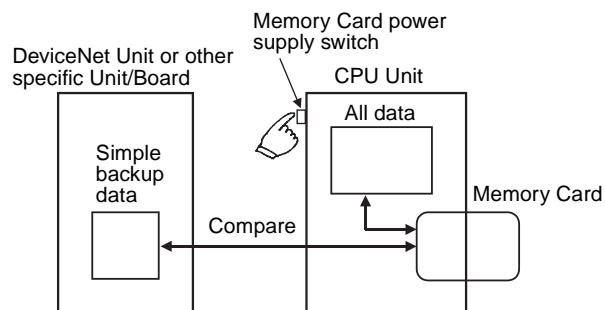 Memory Card power
supply switch
DeviceNet Unit or other
specific Unit/Board
CPU Unit
All data
Simple
backup
data
Memory Card
Compare